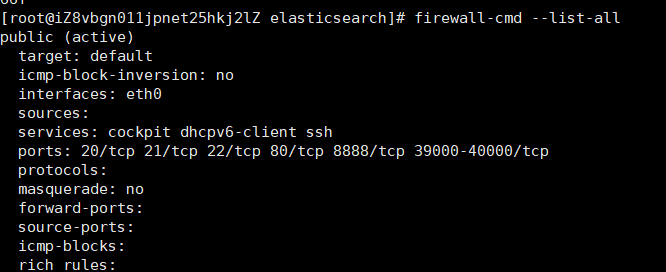 [root@iZ8vbgn011jpnet25hkj2lZ elasticsearch]# firewall-cmd --list-all
public (active)
  target: default
  icmp-block-inversion: no
  interfaces: eth0
  sources:
  services: cockpit dhcpv6-client ssh
  ports: 20/tcp 21/tcp 22/tcp 80/tcp 8888/tcp 39000-40000/tcp
  protocols:
  masquerade: no
  forward-ports:
  source-ports:
  icmp-blocks:
  rich rules: